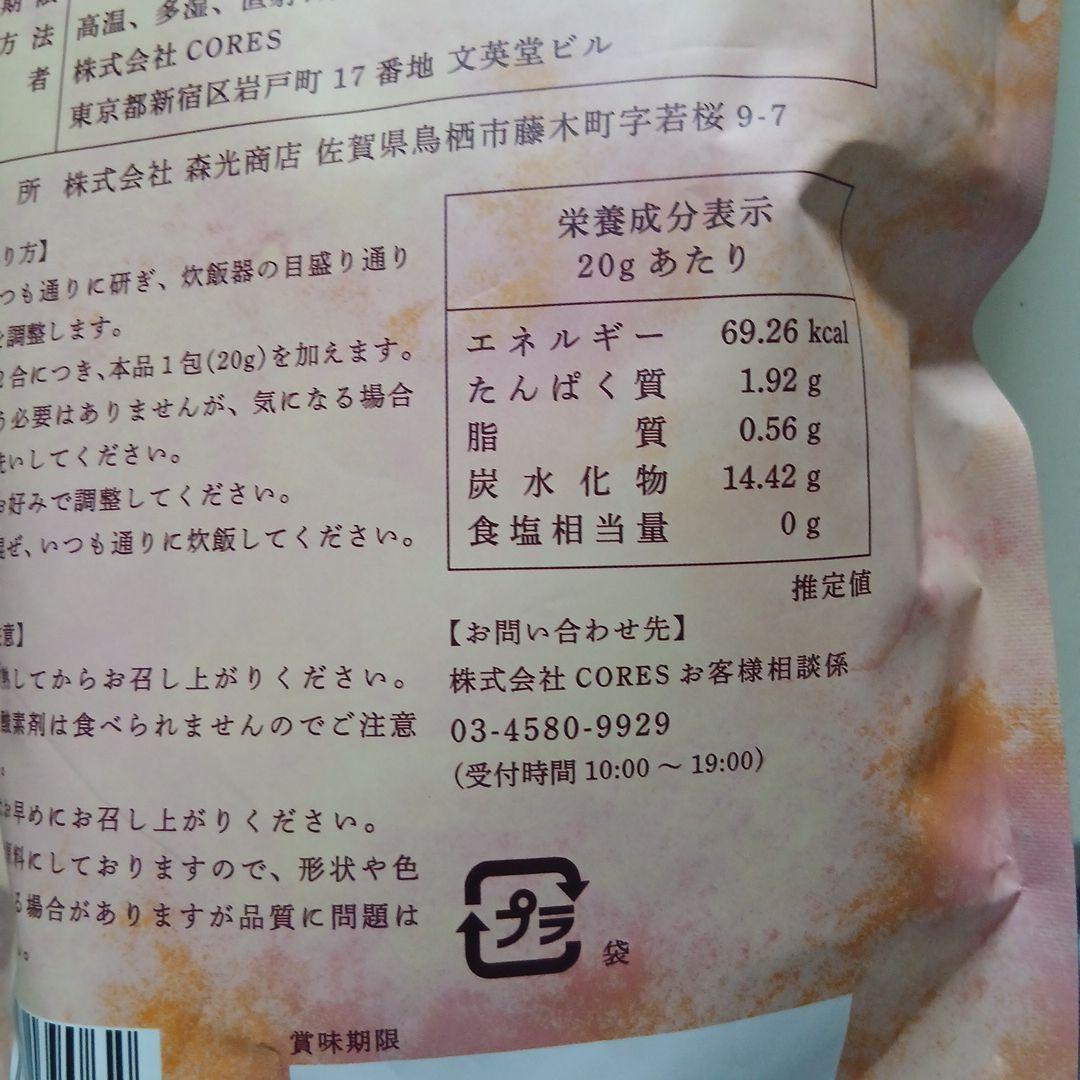 方法
高温、多湿、直射
者
株式会社 CORES
東京都新宿区岩戸町 17 番地 文英堂ビル
所 株式会社 森光商店 佐賀県鳥栖市藤木町字若桜 9-7
り方】
つも通りに研ぎ、炊飯器の目盛り通り
調整します。
2合につき、本品1包(20g)を加えます。
必要はありませんが、気になる場合
洗いしてください。
お好みで調整してください。
混ぜ、いつも通りに炊飯してください。
意】
熱してからお召し上がりください。
酸素剤は食べられませんのでご注意
。
お早めにお召し上がりください。
原料にしておりますので、形状や色
る場合がありますが品質に問題は
。
栄養成分表示
20g あたり
エネルギー 69.26 kcal
たんぱく質 1.92 g
脂質 0.56 g
炭水化物 14.42 g
食塩相当量 0 g
推定値
【お問い合わせ先】
株式会社 CORES お客様相談係
03-4580-9929
(受付時間 10:00 ~ 19:00)
プラ
袋
賞味期限